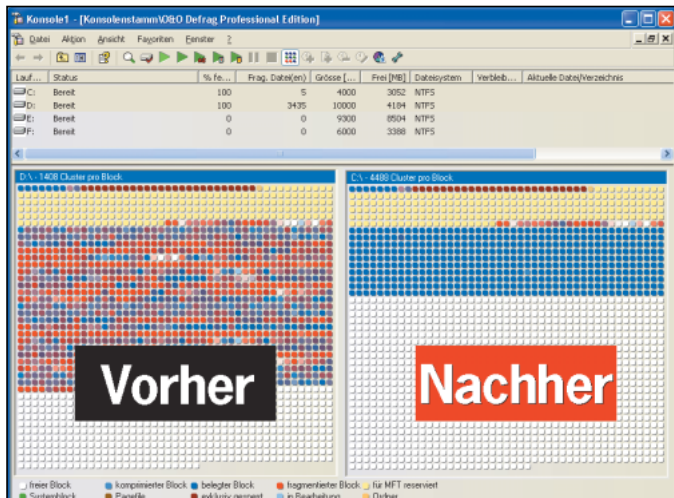 Konsole1 - [Konsolenstamm\O&O Defrag Professional Edition]
Datei Aktion Ansicht Favoriten Fenster ?
Lauf... Status % fe... Frag. Datei(en) Grösse [... Frei [MB] Dateisystem Verbleib... Aktuelle Datei/Verzeichnis
C: Bereit 100 5 4000 3052 NTFS
D: Bereit 100 3435 10000 4184 NTFS
E: Bereit 0 0 9300 8504 NTFS
F: Bereit 0 0 6000 3388 NTFS
D:\ - 1408 Cluster pro Block
C:\ - 4488 Cluster pro Block
Vorher
Nachher
freier Block komprimierter Block belegter Block fragmentierter Block für MFT reserviert
Systemblock Pagefile exklusiv gesperrt in Bearbeitung Ordner